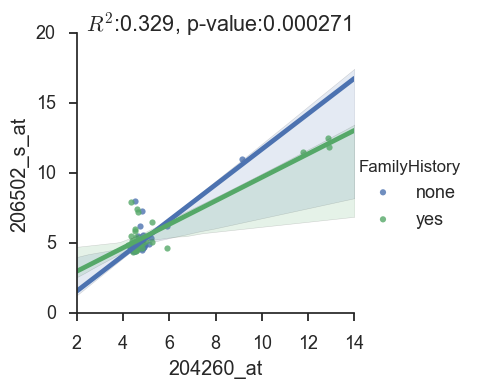 R²:0.329, p-value:0.000271
20
15
10
5
0
206502_s_at
2 4 6 8 10 12 14
204260_at
FamilyHistory
none
yes